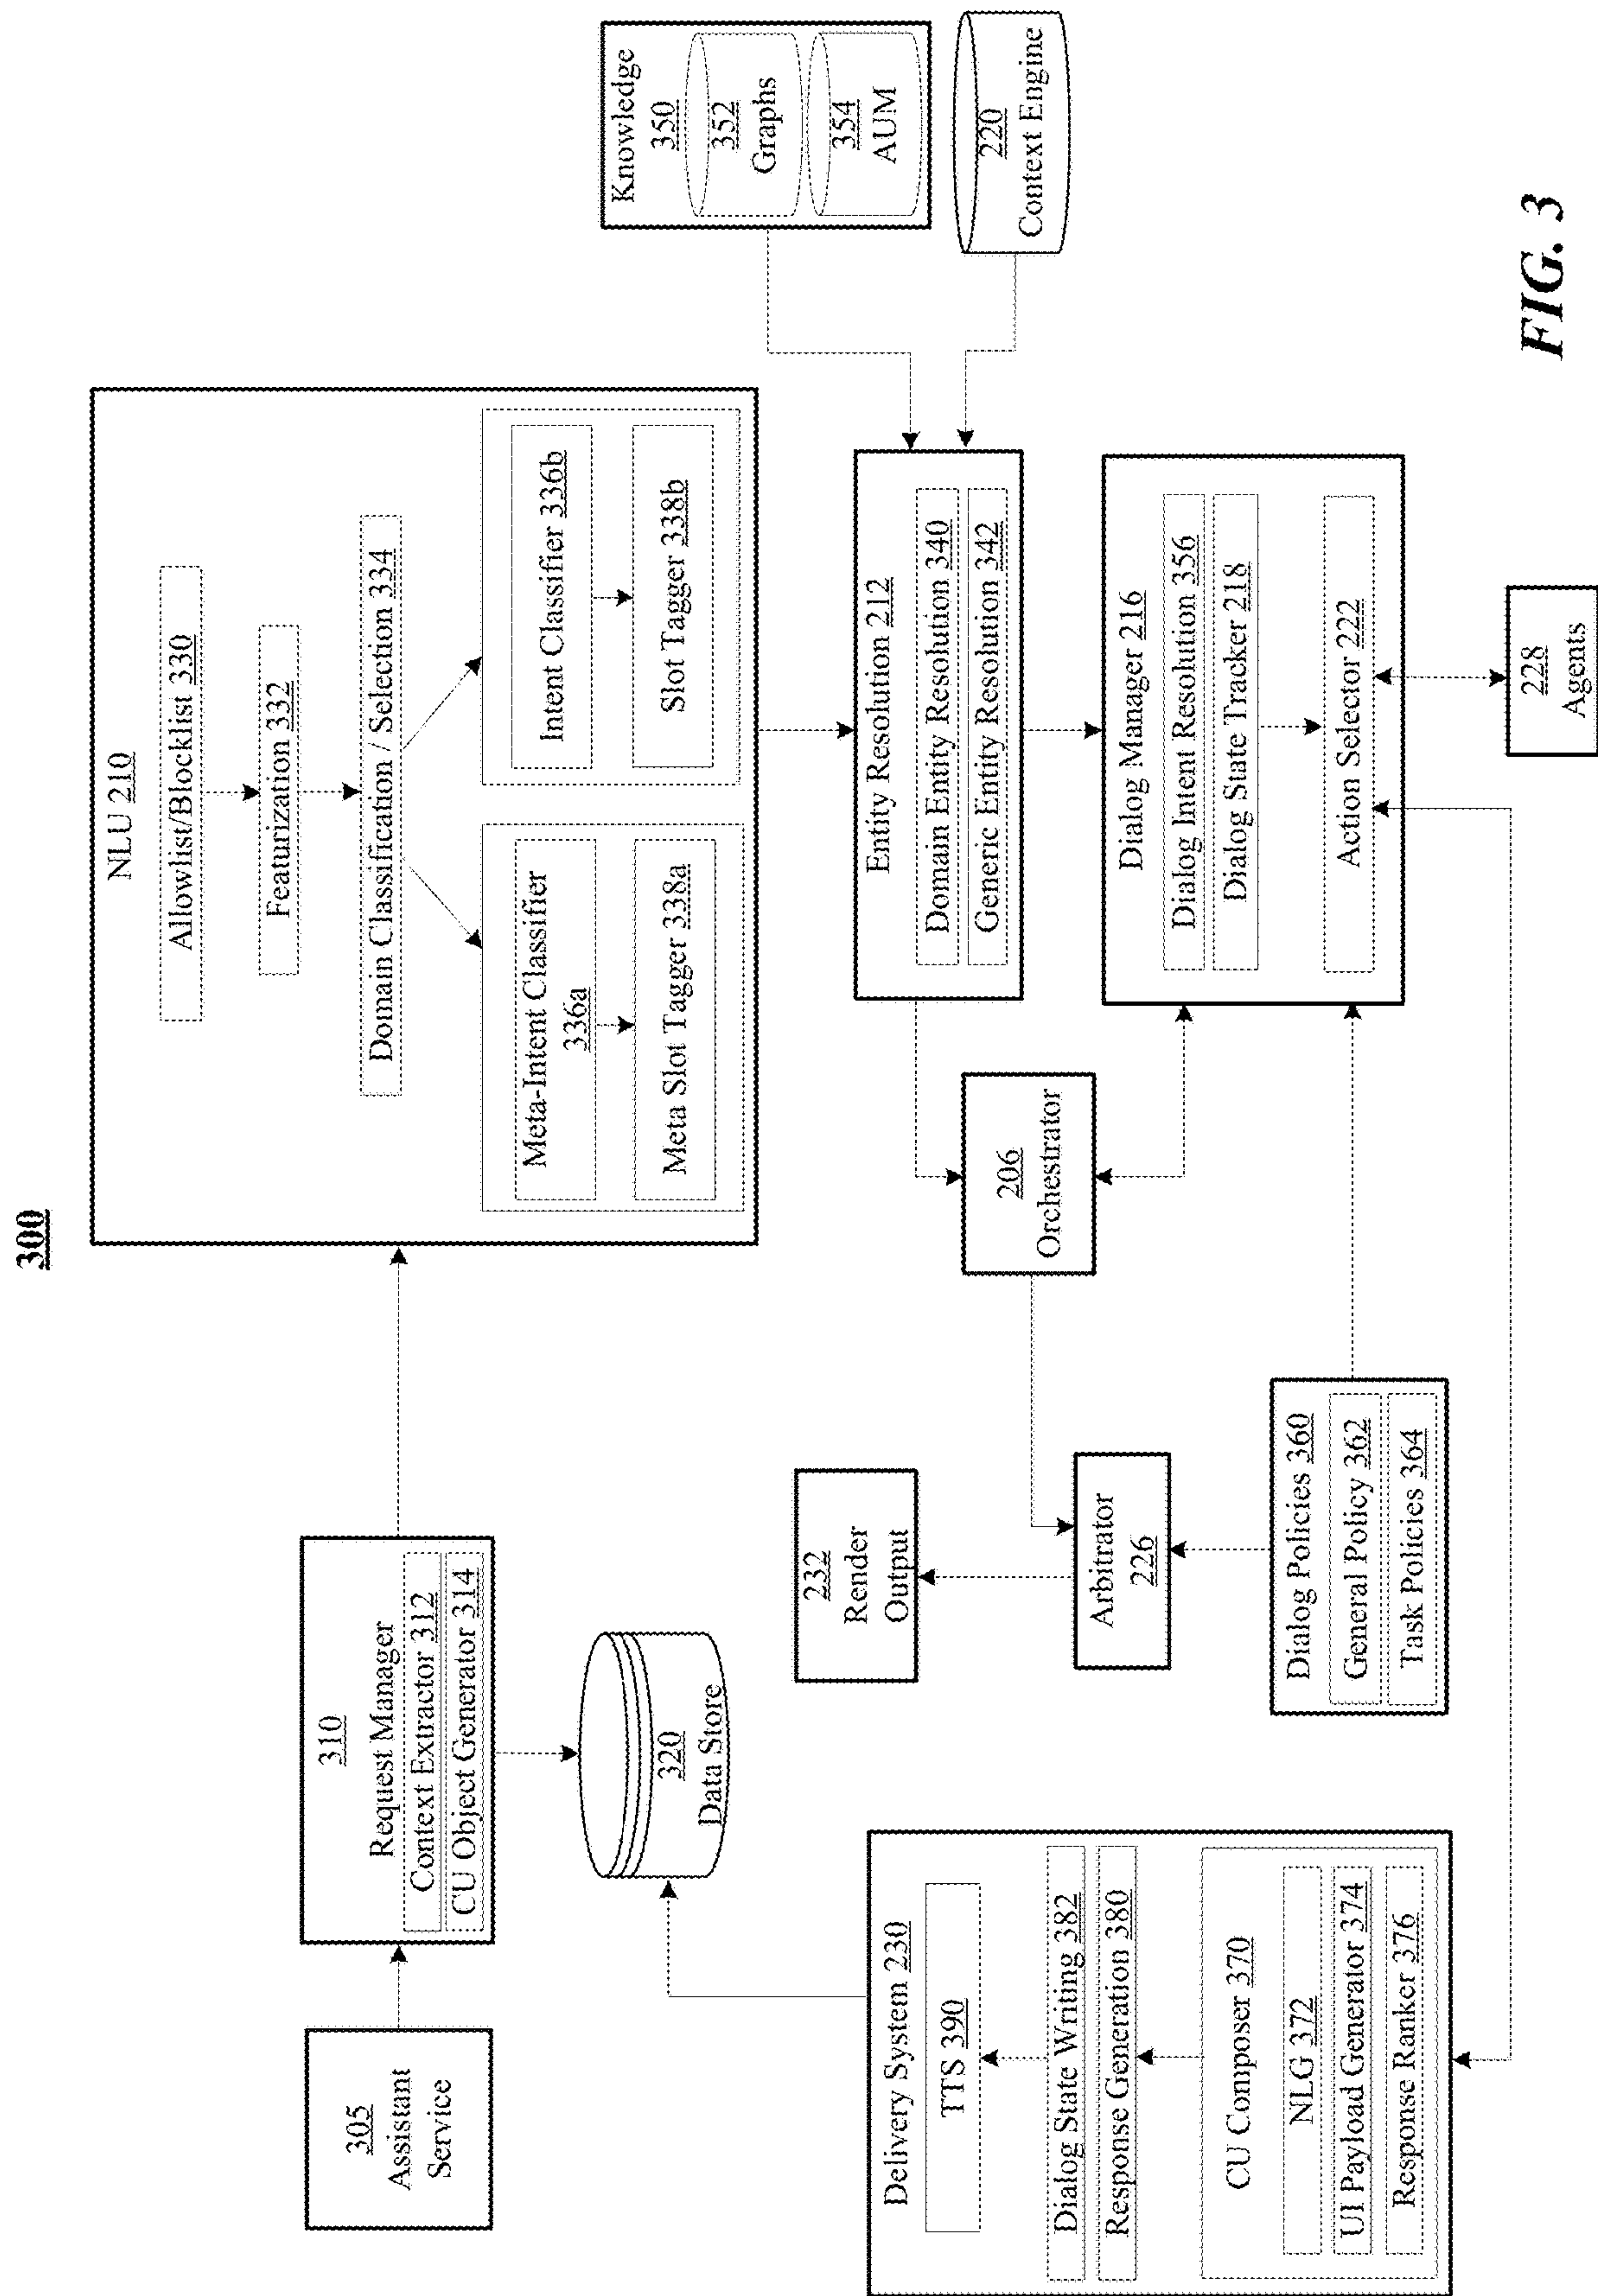 300
305
Assistant
Service
310
Request Manager
Context Extractor 312
CU Object Generator 314
320
Data Store
NLU 210
Allowlist/Blocklist 330
Featurization 332
Domain Classification / Selection 334
Meta-Intent Classifier
336a
Meta Slot Tagger 338a
Intent Classifier 336b
Slot Tagger 338b
Knowledge
350
352
Graphs
354
AUM
220
Context Engine
Entity Resolution 212
Domain Entity Resolution 340
Generic Entity Resolution 342
Dialog Manager 216
Dialog Intent Resolution 356
Dialog State Tracker 218
Action Selector 222
228
Agents
206
Orchestrator
232
Render
Output
Arbitrator
226
Dialog Policies 360
General Policy 362
Task Policies 364
Delivery System 230
TTS 390
Dialog State Writing 382
Response Generation 380
CU Composer 370
NLG 372
UI Payload Generator 374
Response Ranker 376
FIG. 3